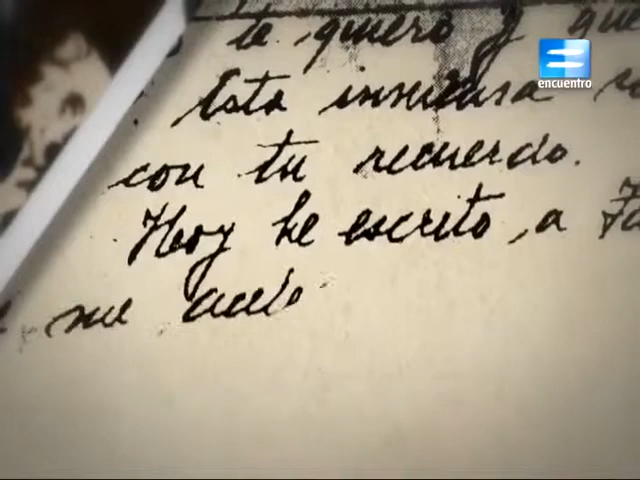 te quiero y que
Esta inmensa
con tu recuerdo.
Hoy he escrito, a
me
encuentro